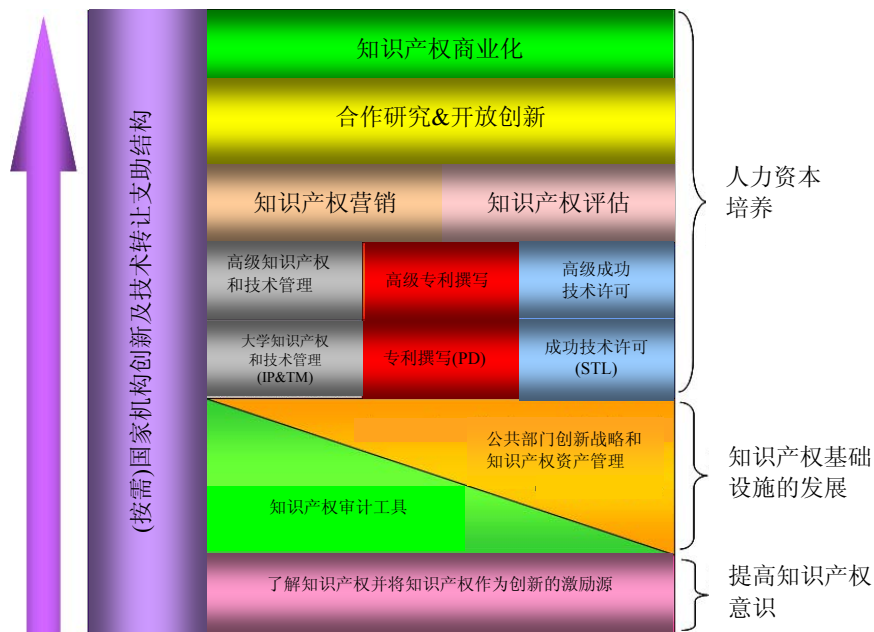 知识产权商业化
合作研究&开放创新
知识产权营销
知识产权评估
高级知识产权
和技术管理
高级专利撰写
高级成功
技术许可
大学知识产权
和技术管理
(IP&TM)
专利撰写(PD)
成功技术许可
(STL)
公共部门创新战略和
知识产权资产管理
知识产权审计工具
了解知识产权并将知识产权作为创新的激励源
(按需)国家机构创新及技术转让支助结构
人力资本
培养
知识产权基础
设施的发展
提高知识产权
意识